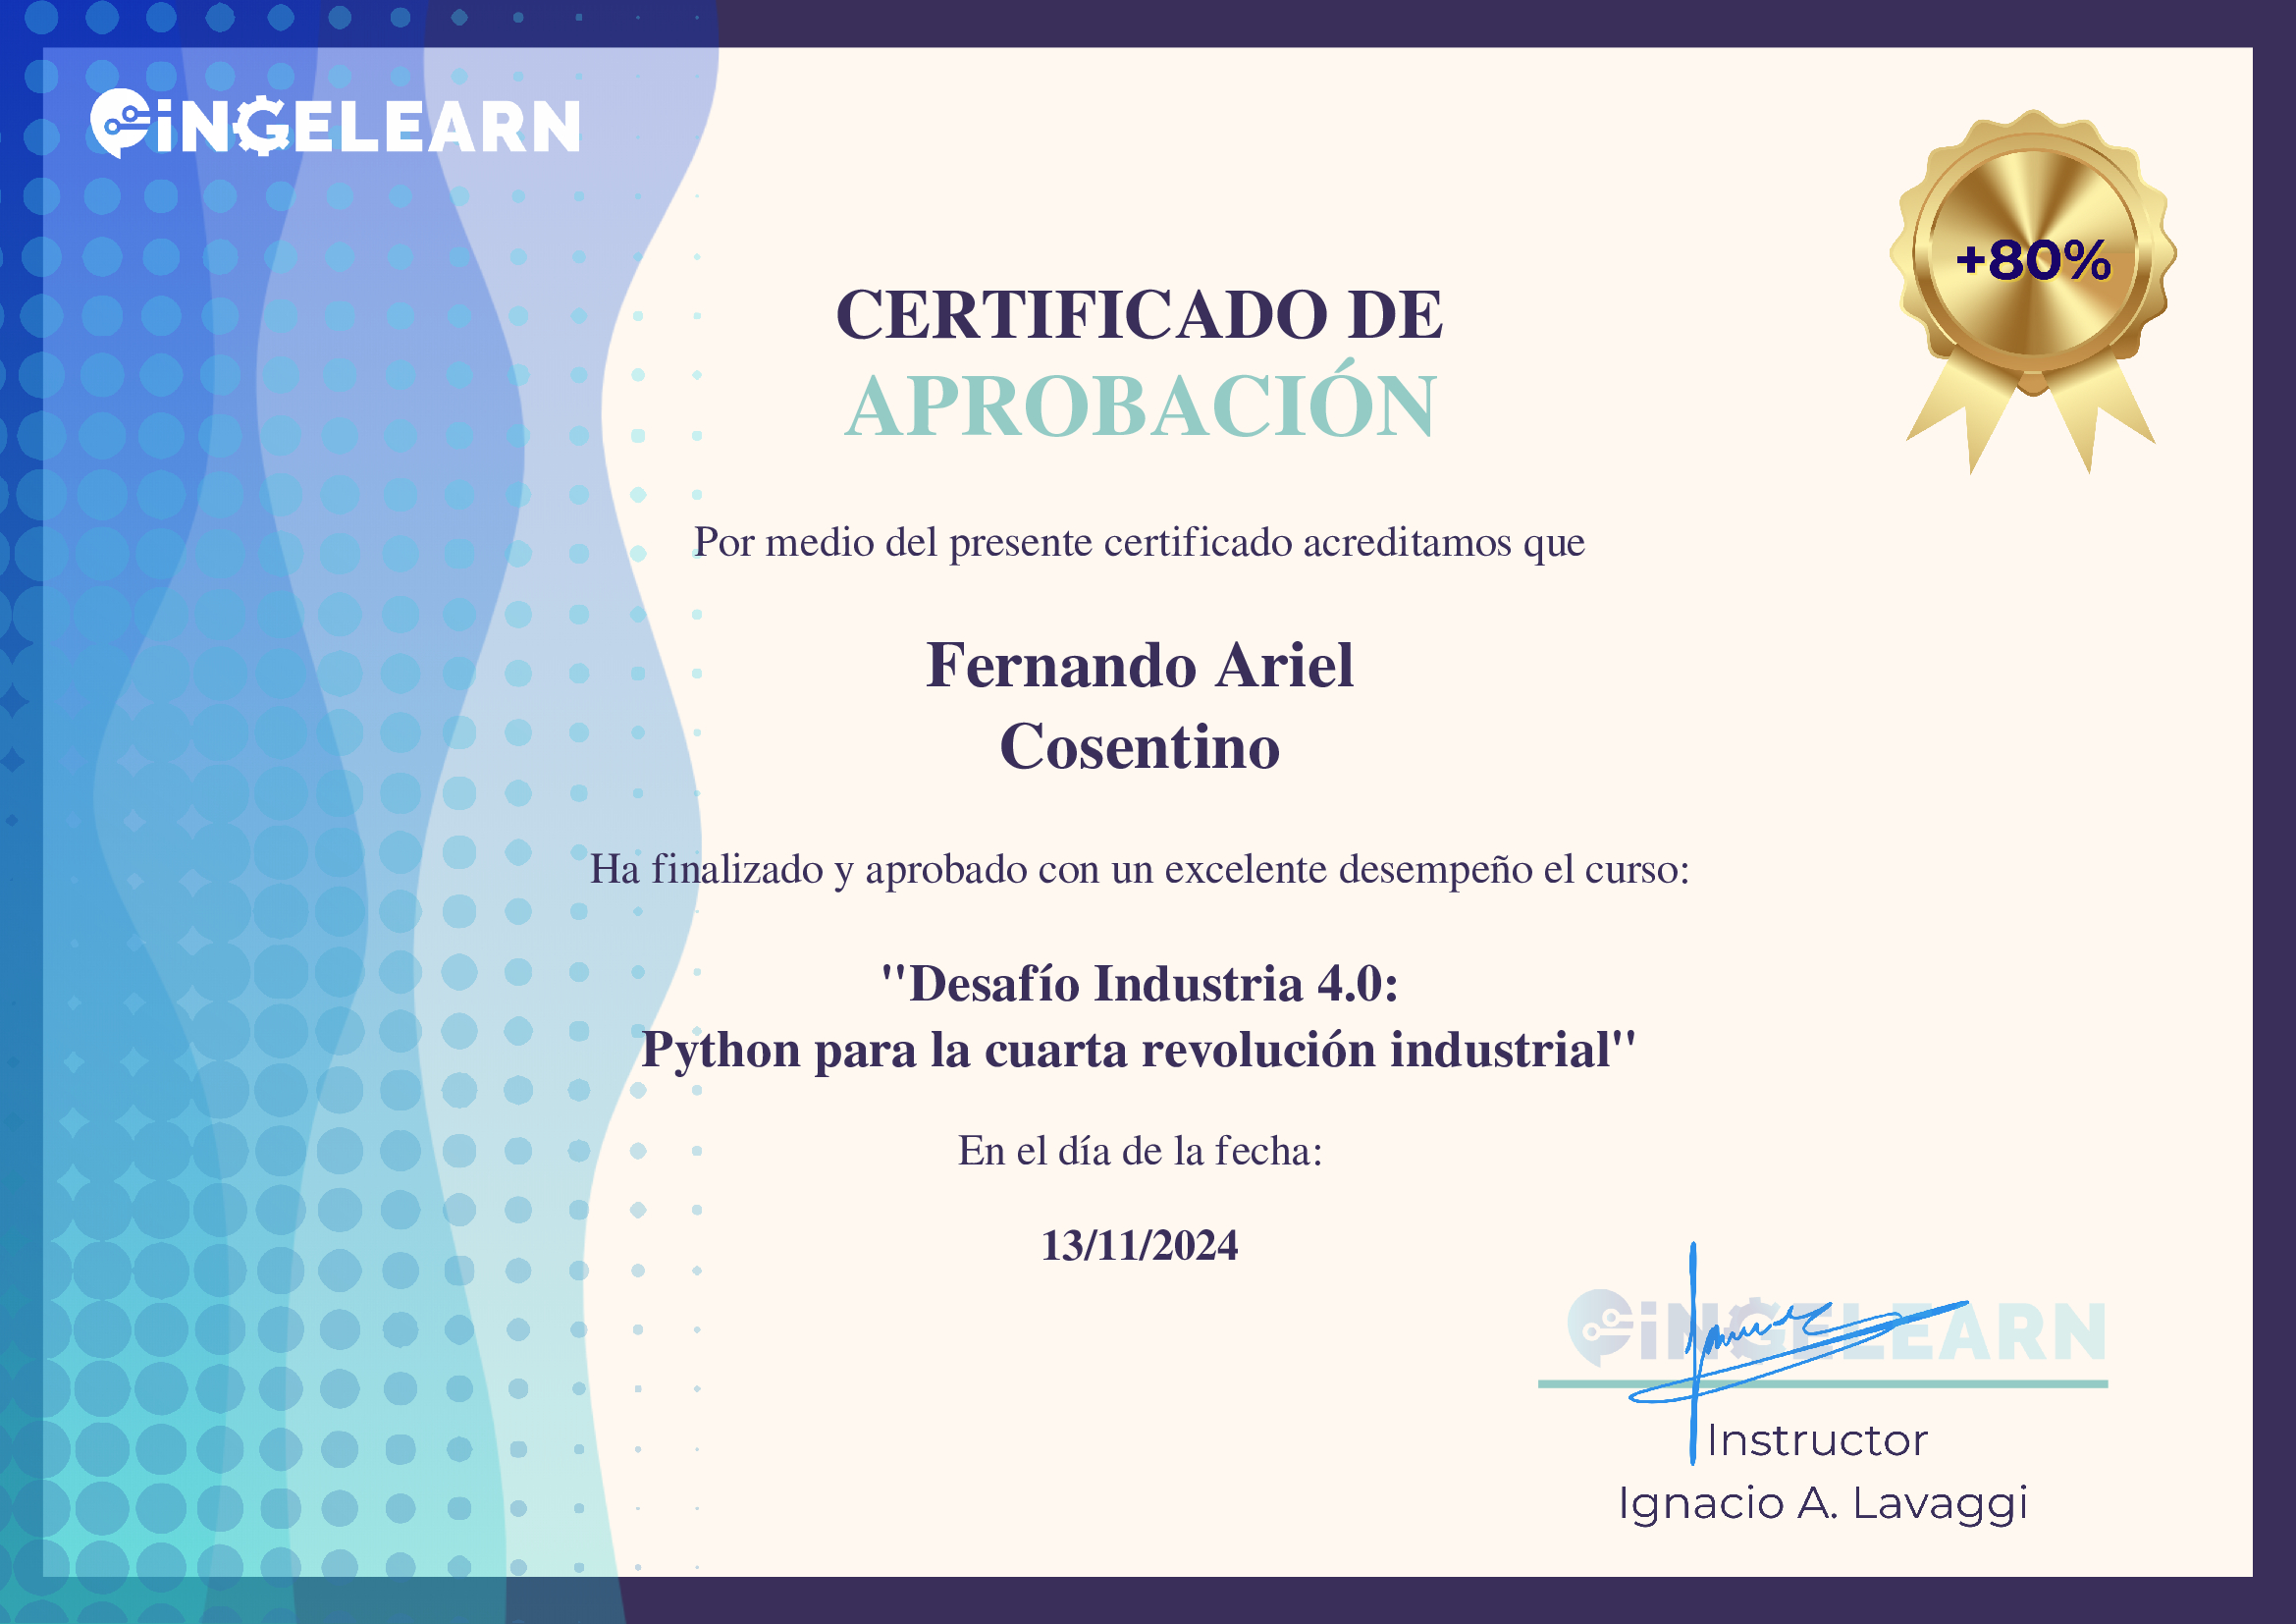 iNGELEARN
+80%
CERTIFICADO DE
APROBACIÓN
Por medio del presente certificado acreditamos que
Fernando Ariel
Cosentino
Ha finalizado y aprobado con un excelente desempeño el curso:
"Desafío Industria 4.0:
Python para la cuarta revolución industrial"
En el día de la fecha:
13/11/2024
iNGELEARN
Instructor
Ignacio A. Lavaggi